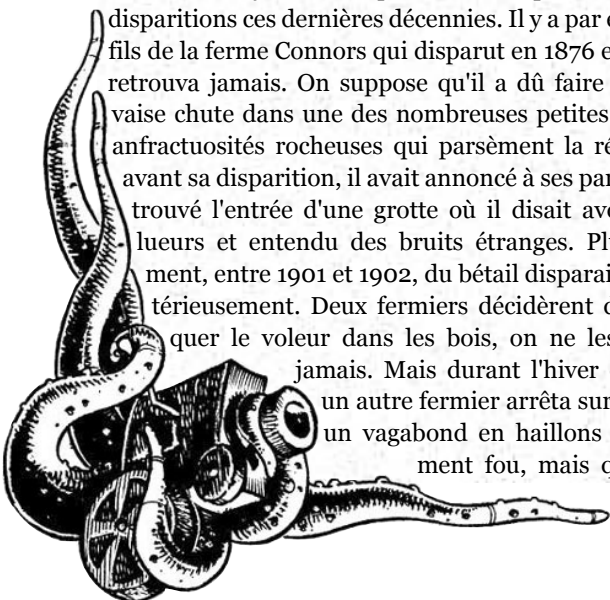 disparitions ces dernières décennies. Il y a par
fils de la ferme Connors qui disparut en 1876 e
retrouva jamais. On suppose qu'il a dû faire
vaise chute dans une des nombreuses petites
anfractuosités rocheuses qui parsèment la ré
avant sa disparition, il avait annoncé à ses par
trouvé l'entrée d'une grotte où il disait av
lueurs et entendu des bruits étranges. Pl
ment, entre 1901 et 1902, du bétail disparai
térieusement. Deux fermiers décidèrent
quer le voleur dans les bois, on ne les
jamais. Mais durant l'hiver
un autre fermier arrêta sur
un vagabond en haillons
ment fou, mais